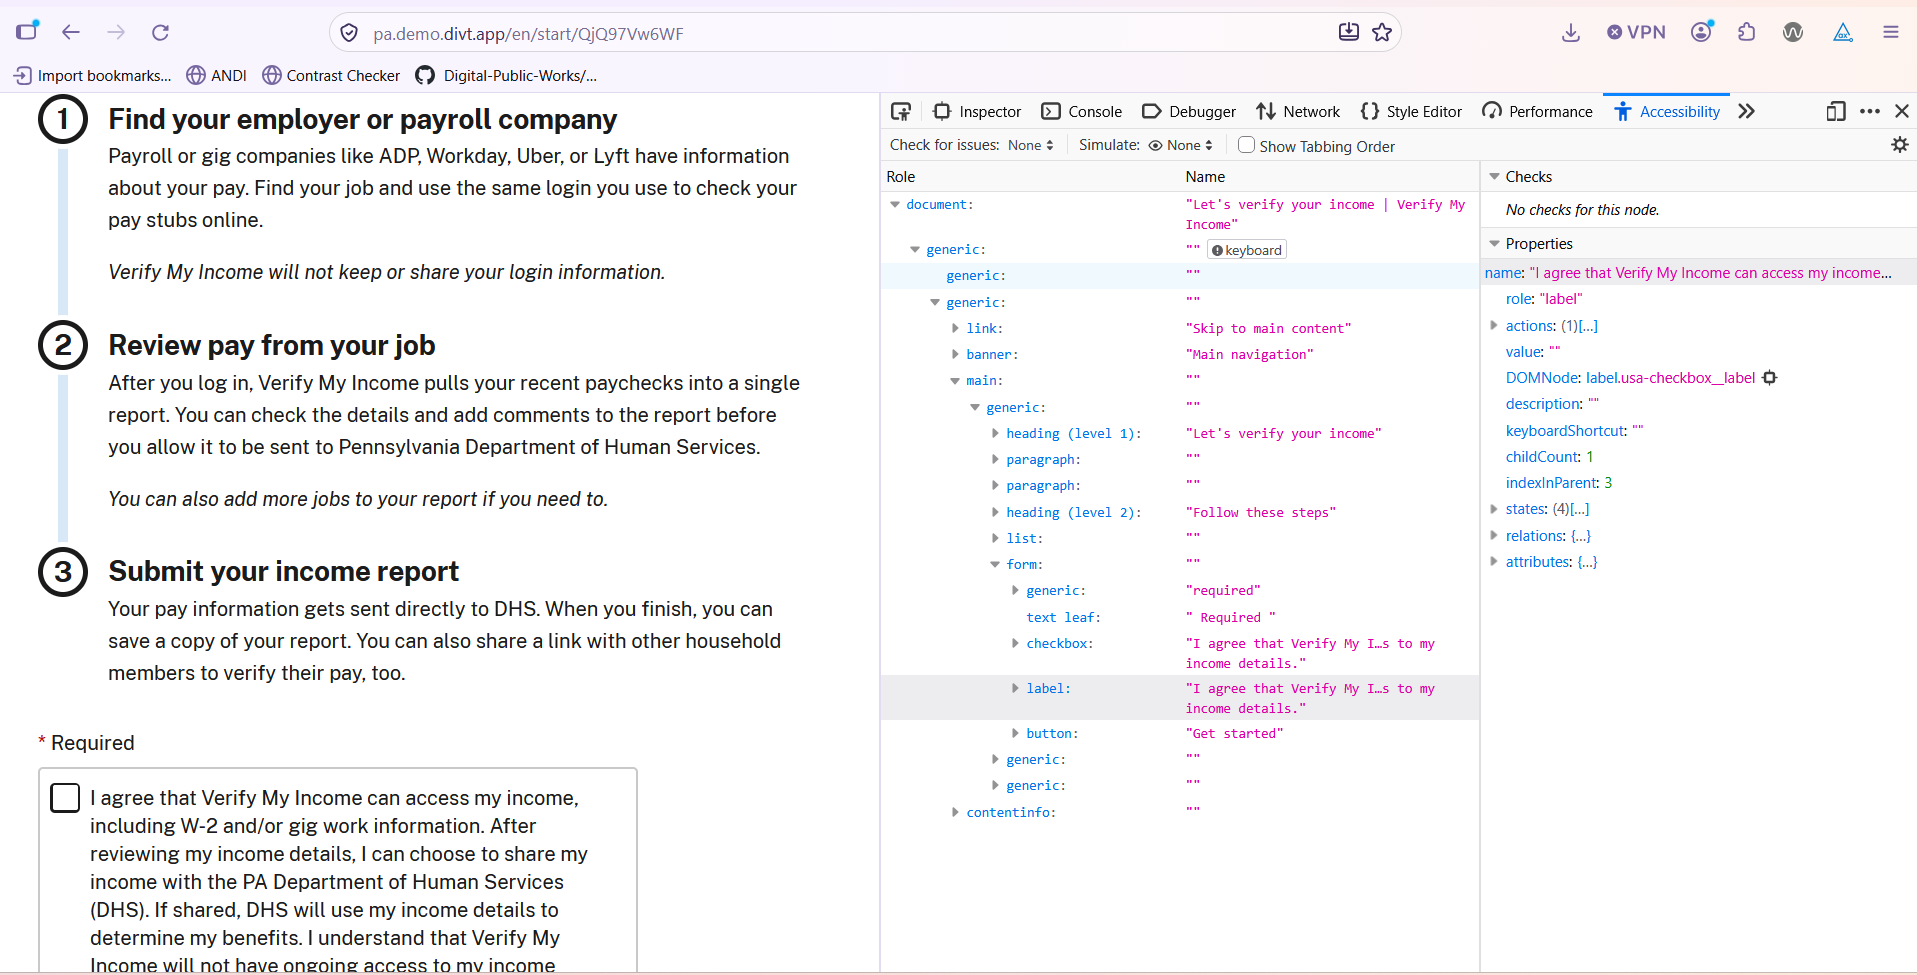 pa.demo.divt.app/en/start/QjQ97Vw6WF
VPN
Import bookmarks...
ANDI
Contrast Checker
Digital-Public-Works/...
1
Find your employer or payroll company
Payroll or gig companies like ADP, Workday, Uber, or Lyft have information
about your pay. Find your job and use the same login you use to check your
pay stubs online.
Verify My Income will not keep or share your login information.
2
Review pay from your job
After you log in, Verify My Income pulls your recent paychecks into a single
report. You can check the details and add comments to the report before
you allow it to be sent to Pennsylvania Department of Human Services.
You can also add more jobs to your report if you need to.
3
Submit your income report
Your pay information gets sent directly to DHS. When you finish, you can
save a copy of your report. You can also share a link with other household
members to verify their pay, too.
* Required
I agree that Verify My Income can access my income,
including W-2 and/or gig work information. After
reviewing my income details, I can choose to share my
income with the PA Department of Human Services
(DHS). If shared, DHS will use my income details to
determine my benefits. I understand that Verify My
Income will not have ongoing access to my income
Inspector
Console
Debugger
Network
Style Editor
Performance
Accessibility
Check for issues: None
Simulate: None
Show Tabbing Order
Role
Name
document: "Let's verify your income | Verify My
Income"
generic: "" keyboard
generic: ""
generic: ""
link: "Skip to main content"
banner: "Main navigation"
main: ""
generic: ""
heading (level 1): "Let's verify your income"
paragraph: ""
paragraph: ""
heading (level 2): "Follow these steps"
list: ""
form: ""
generic: "required"
text leaf: " Required "
checkbox: "I agree that Verify My I…s to my
income details."
label: "I agree that Verify My I…s to my
income details."
button: "Get started"
generic: ""
generic: ""
contentinfo: ""
Checks
No checks for this node.
Properties
name: "I agree that Verify My Income can access my income...
role: "label"
actions: (1)[…]
value: ""
DOMNode: label.usa-checkbox__label
description: ""
keyboardShortcut: ""
childCount: 1
indexInParent: 3
states: (4)[…]
relations: {…}
attributes: {…}